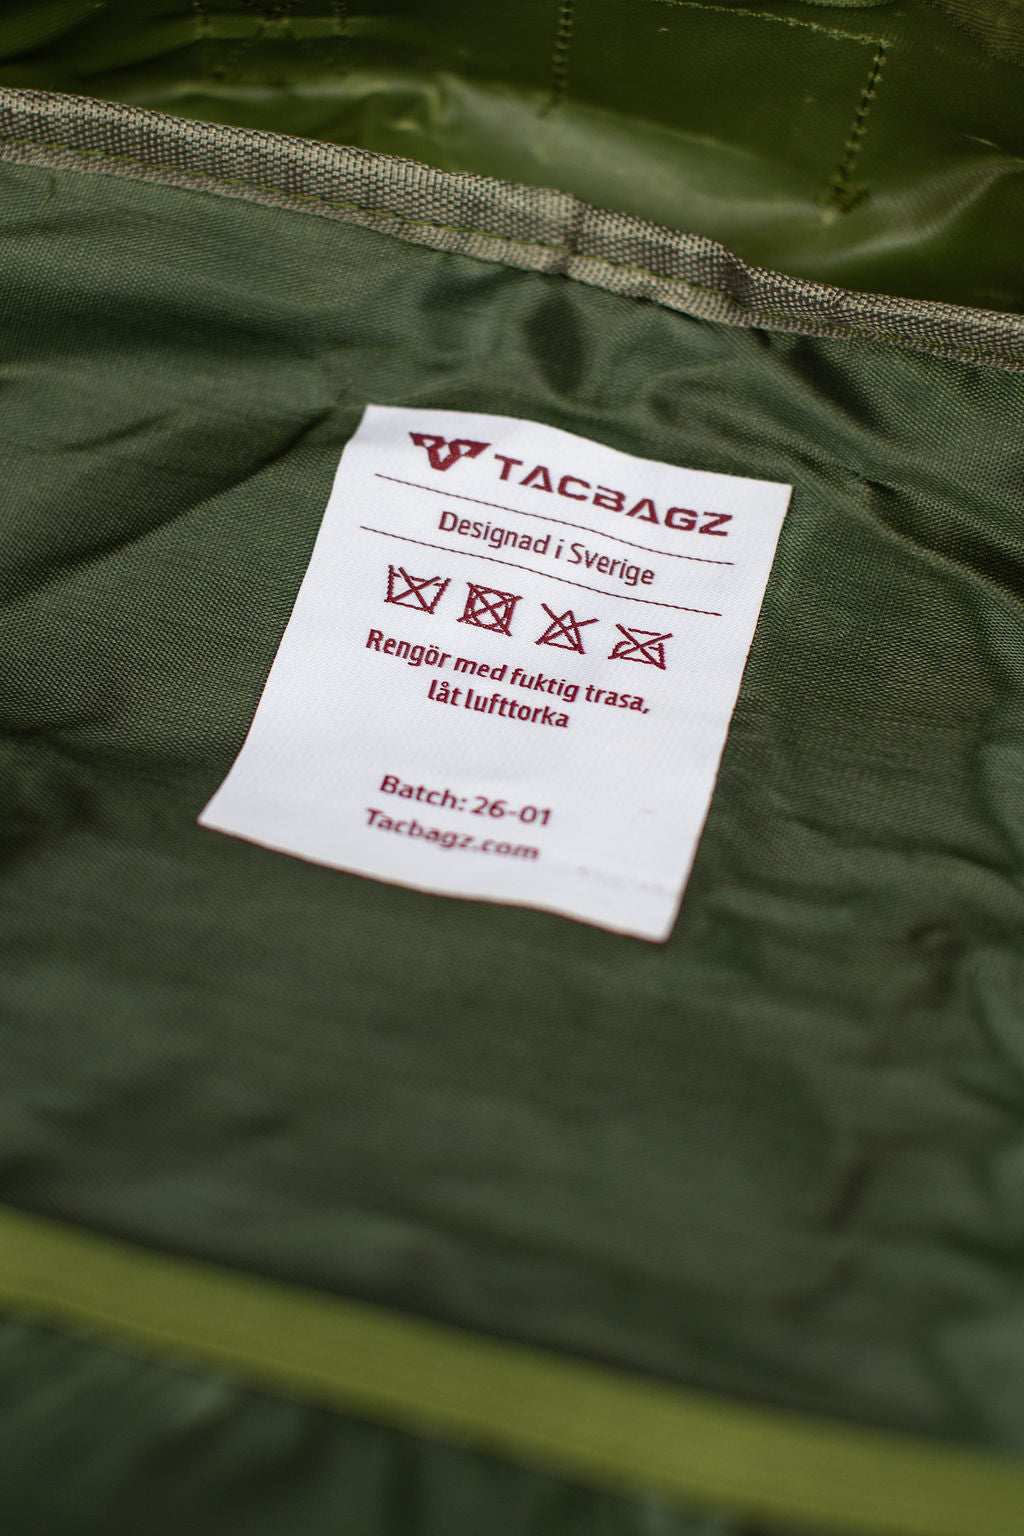 TACBAGZ
Designad i Sverige
Rengör med fuktig trasa,
låt lufttorka
Batch: 26-01
Tacbagz.com